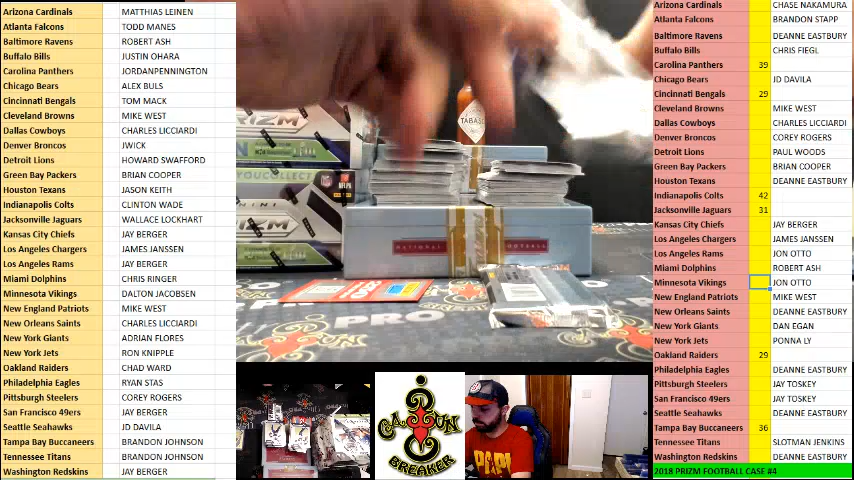 Arizona Cardinals MATTHIAS LEINEN
Atlanta Falcons TODD MANES
Baltimore Ravens ROBERT ASH
Buffalo Bills JUSTIN OHARA
Carolina Panthers JORDANPENNINGTON
Chicago Bears ALEX BULS
Cincinnati Bengals TOM MACK
Cleveland Browns MIKE WEST
Dallas Cowboys CHARLES LICCIARDI
Denver Broncos JWICK
Detroit Lions HOWARD SWAFFORD
Green Bay Packers BRIAN COOPER
Houston Texans JASON KEITH
Indianapolis Colts CLINTON WADE
Jacksonville Jaguars WALLACE LOCKHART
Kansas City Chiefs JAY BERGER
Los Angeles Chargers JAMES JANSSEN
Los Angeles Rams JAY BERGER
Miami Dolphins CHRIS RINGER
Minnesota Vikings DALTON JACOBSEN
New England Patriots MIKE WEST
New Orleans Saints CHARLES LICCIARDI
New York Giants ADRIAN FLORES
New York Jets RON KNIPPLE
Oakland Raiders CHAD WARD
Philadelphia Eagles RYAN STAS
Pittsburgh Steelers COREY ROGERS
San Francisco 49ers JAY BERGER
Seattle Seahawks JD DAVILA
Tampa Bay Buccaneers BRANDON JOHNSON
Tennessee Titans BRANDON JOHNSON
Washington Redskins JAY BERGER
TABAS
YOUCOLLECT
NFL
NFLPA
NATIONAL
FOOTBALL
PRO
CAJUN
BREAKER
PAPI
Arizona Cardinals CHASE NAKAMURA
Atlanta Falcons BRANDON STAPP
Baltimore Ravens DEANNE EASTBURY
Buffalo Bills CHRIS FIEGL
Carolina Panthers 39
Chicago Bears JD DAVILA
Cincinnati Bengals 29
Cleveland Browns MIKE WEST
Dallas Cowboys CHARLES LICCIARDI
Denver Broncos COREY ROGERS
Detroit Lions PAUL WOODS
Green Bay Packers BRIAN COOPER
Houston Texans DEANNE EASTBURY
Indianapolis Colts 42
Jacksonville Jaguars 31
Kansas City Chiefs JAY BERGER
Los Angeles Chargers JAMES JANSSEN
Los Angeles Rams JON OTTO
Miami Dolphins ROBERT ASH
Minnesota Vikings JON OTTO
New England Patriots MIKE WEST
New Orleans Saints DEANNE EASTBURY
New York Giants DAN EGAN
New York Jets PONNA LY
Oakland Raiders 29
Philadelphia Eagles DEANNE EASTBURY
Pittsburgh Steelers JAY TOSKEY
San Francisco 49ers JAY TOSKEY
Seattle Seahawks DEANNE EASTBURY
Tampa Bay Buccaneers 36
Tennessee Titans SLOTMAN JENKINS
Washington Redskins DEANNE EASTBURY
2018 PRIZM FOOTBALL CASE #4